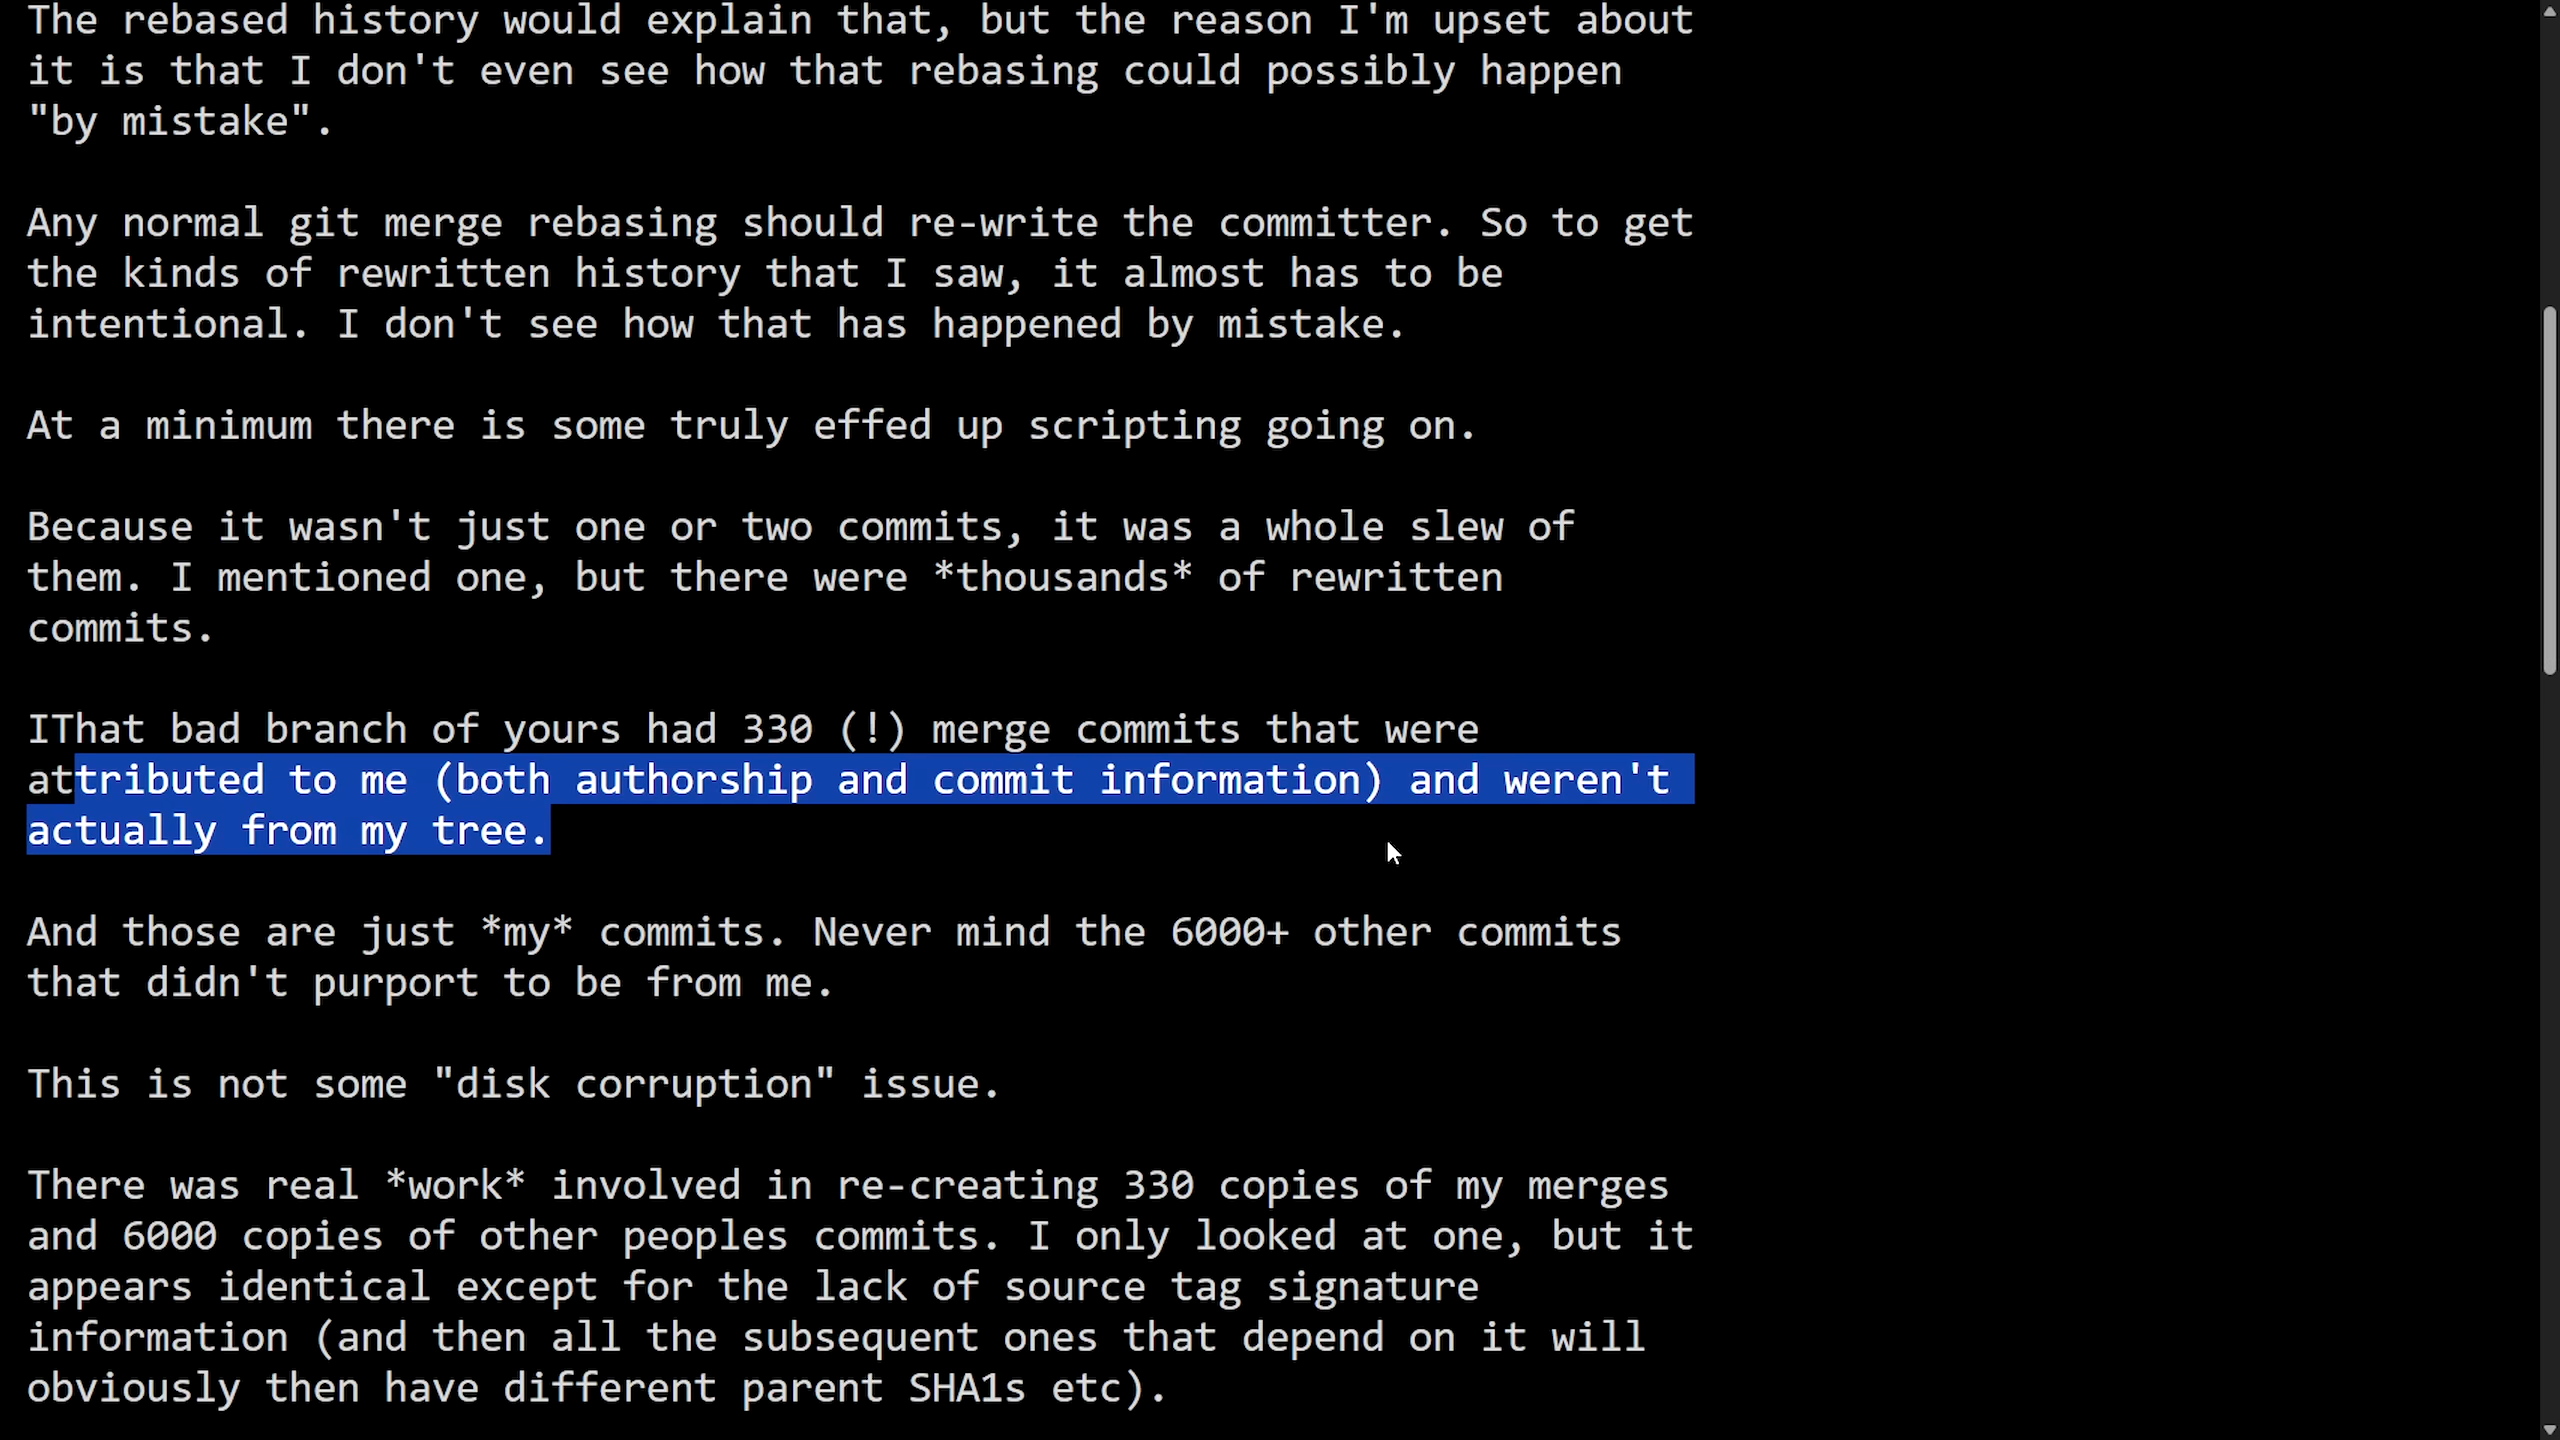 The rebased history would explain that, but the reason I'm upset about
it is that I don't even see how that rebasing could possibly happen
"by mistake".
Any normal git merge rebasing should re-write the committer. So to get
the kinds of rewritten history that I saw, it almost has to be
intentional. I don't see how that has happened by mistake.
At a minimum there is some truly effed up scripting going on.
Because it wasn't just one or two commits, it was a whole slew of
them. I mentioned one, but there were *thousands* of rewritten
commits.
IThat bad branch of yours had 330 (!) merge commits that were
attributed to me (both authorship and commit information) and weren't
actually from my tree.
And those are just *my* commits. Never mind the 6000+ other commits
that didn't purport to be from me.
This is not some "disk corruption" issue.
There was real *work* involved in re-creating 330 copies of my merges
and 6000 copies of other peoples commits. I only looked at one, but it
appears identical except for the lack of source tag signature
information (and then all the subsequent ones that depend on it will
obviously then have different parent SHA1s etc).